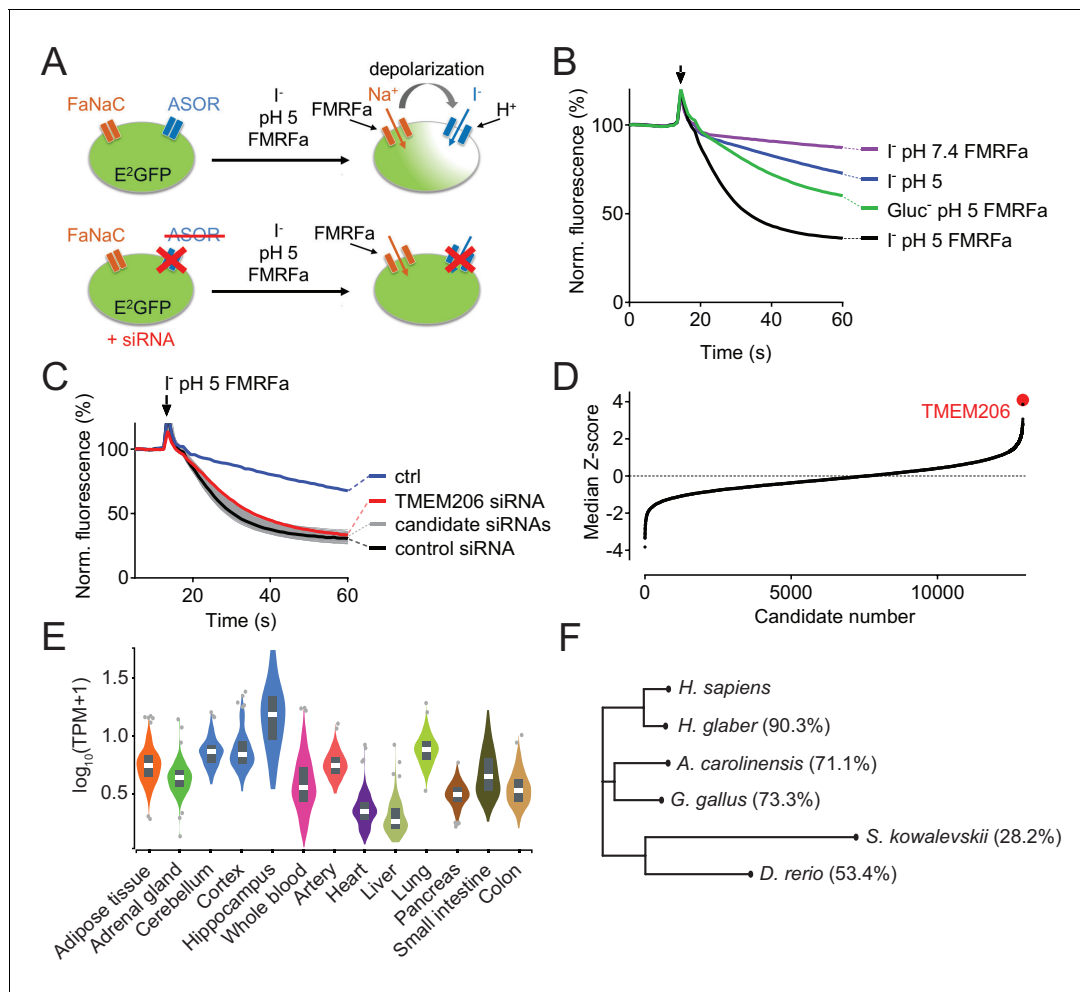 A
FaNaC
ASOR
E²GFP
I⁻
pH 5
FMRFa
depolarization
FMRFa
Na⁺
I⁻
H⁺
FaNaC
ASOR
E²GFP
+ siRNA
I⁻
pH 5
FMRFa
FMRFa
B
Norm. fluorescence (%)
100
50
0
0
20
40
60
Time (s)
I⁻ pH 7.4 FMRFa
I⁻ pH 5
Gluc⁻ pH 5 FMRFa
I⁻ pH 5 FMRFa
C
I⁻ pH 5 FMRFa
Norm. fluorescence (%)
100
50
0
20
40
60
Time (s)
ctrl
TMEM206 siRNA
candidate siRNAs
control siRNA
D
Median Z-score
4
2
0
-2
-4
TMEM206
0
5000
10000
Candidate number
E
log₁₀(TPM+1)
1.5
1.0
0.5
Adipose tissue
Adrenal gland
Cerebellum
Cortex
Hippocampus
Whole blood
Artery
Heart
Liver
Lung
Pancreas
Small intestine
Colon
F
H. sapiens
H. glaber (90.3%)
A. carolinensis (71.1%)
G. gallus (73.3%)
S. kowalevskii (28.2%)
D. rerio (53.4%)